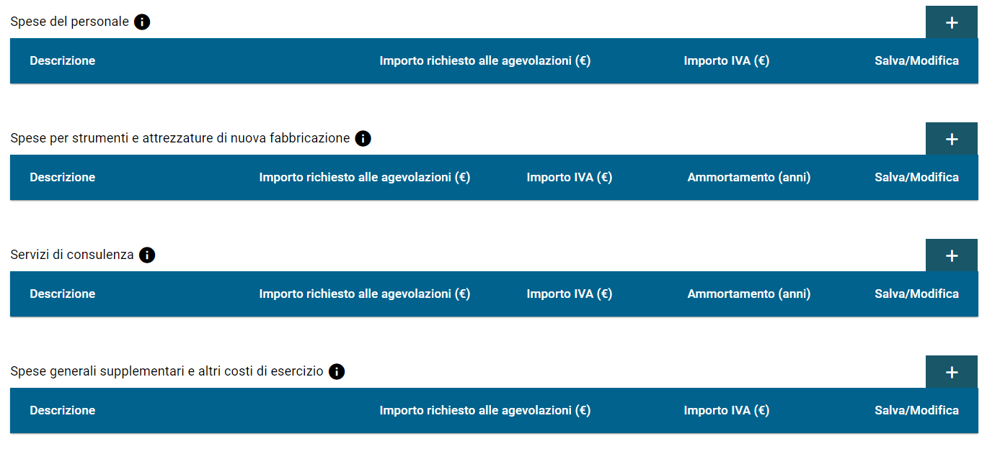 Spese del personale
Descrizione Importo richiesto alle agevolazioni (€) Importo IVA (€) Salva/Modifica
Spese per strumenti e attrezzature di nuova fabbricazione
Descrizione Importo richiesto alle agevolazioni (€) Importo IVA (€) Ammortamento (anni) Salva/Modifica
Servizi di consulenza
Descrizione Importo richiesto alle agevolazioni (€) Importo IVA (€) Ammortamento (anni) Salva/Modifica
Spese generali supplementari e altri costi di esercizio
Descrizione Importo richiesto alle agevolazioni (€) Importo IVA (€) Salva/Modifica